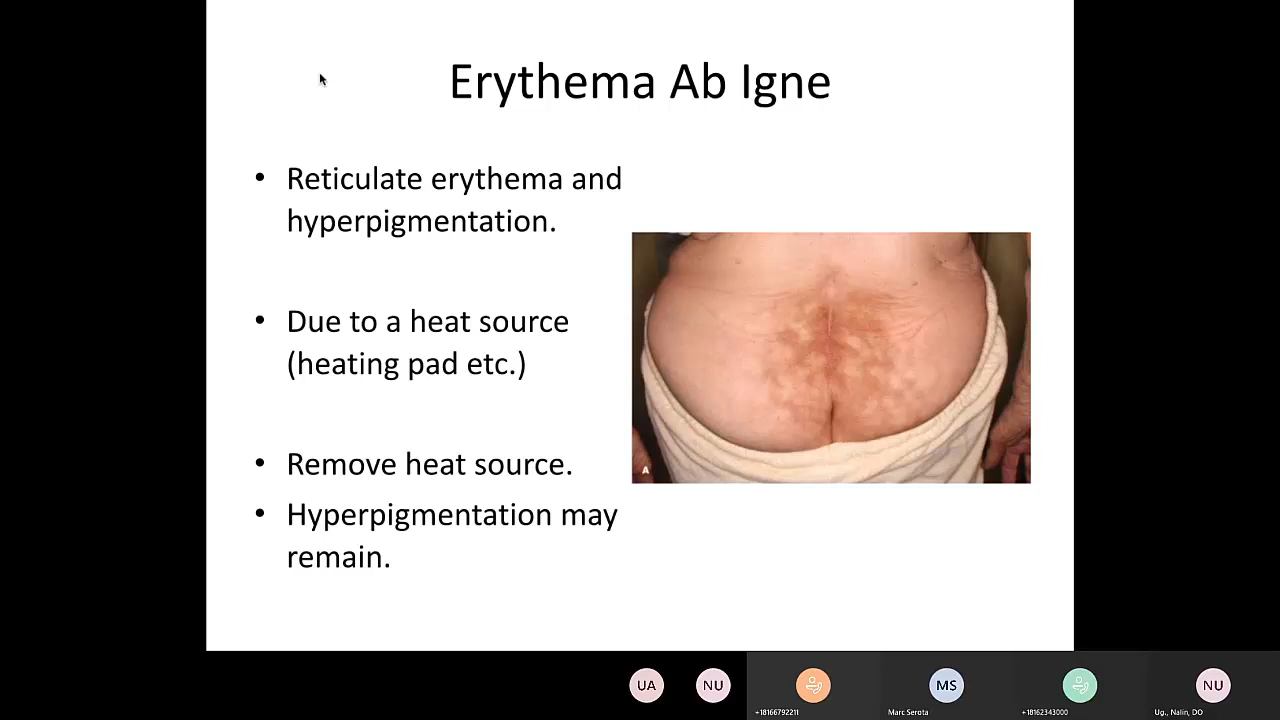 Erythema Ab Igne
• Reticulate erythema and
hyperpigmentation.
• Due to a heat source
(heating pad etc.)
• Remove heat source.
• Hyperpigmentation may
remain.
A
UA
NU
MS
NU
+18166792211
Marc Serota
+18162343000
Ug., Nalin, DO